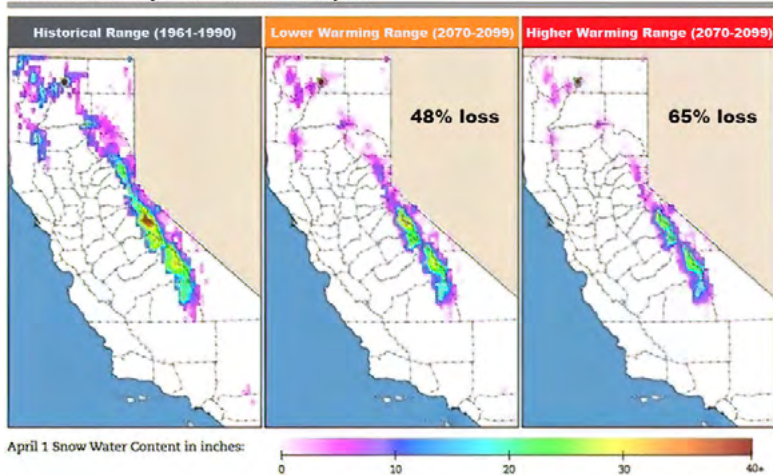 Historical Range (1961-1990)
Lower Warming Range (2070-2099)
Higher Warming Range (2070-2099)
48% loss
65% loss
April 1 Snow Water Content in inches:
0 10 20 30 40+